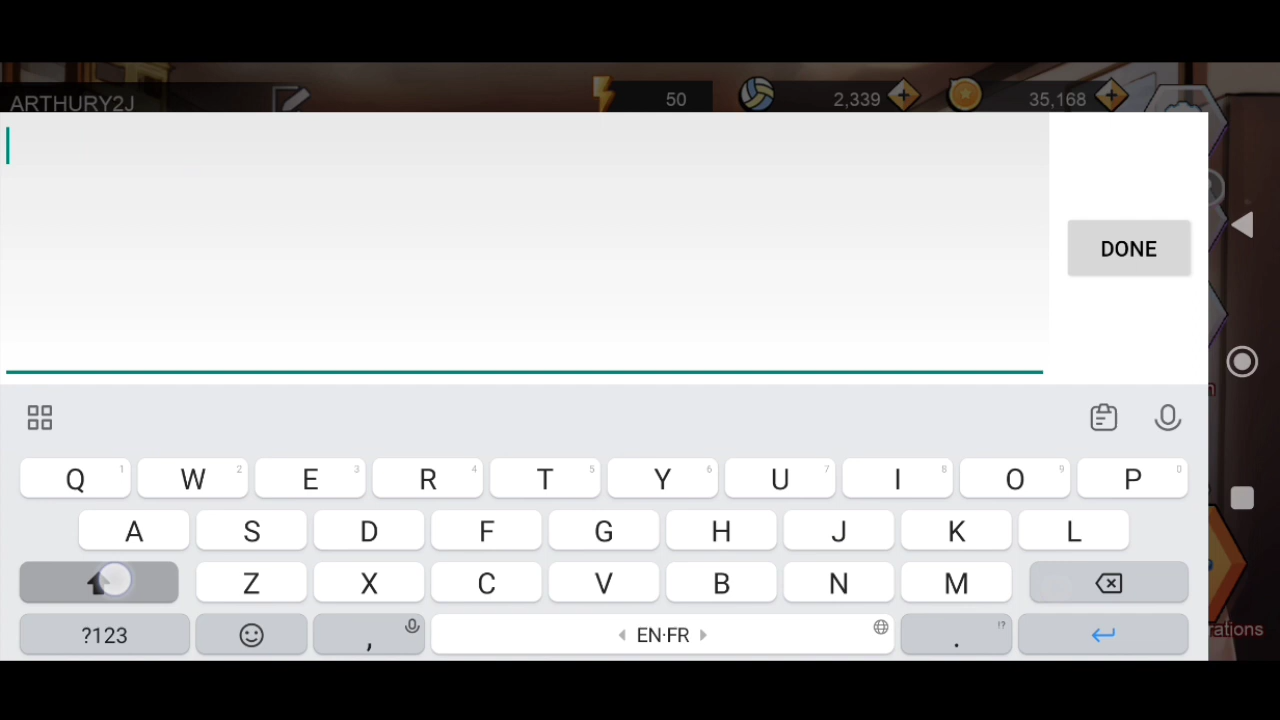 ARTHURY2J
50
2,339
35,168
DONE
Q 1 W 2 E 3 R 4 T 5 Y 6 U 7 I 8 O 9 P 0
A S D F G H J K L
Z X C V B N M
?123 , EN·FR . !?
rations